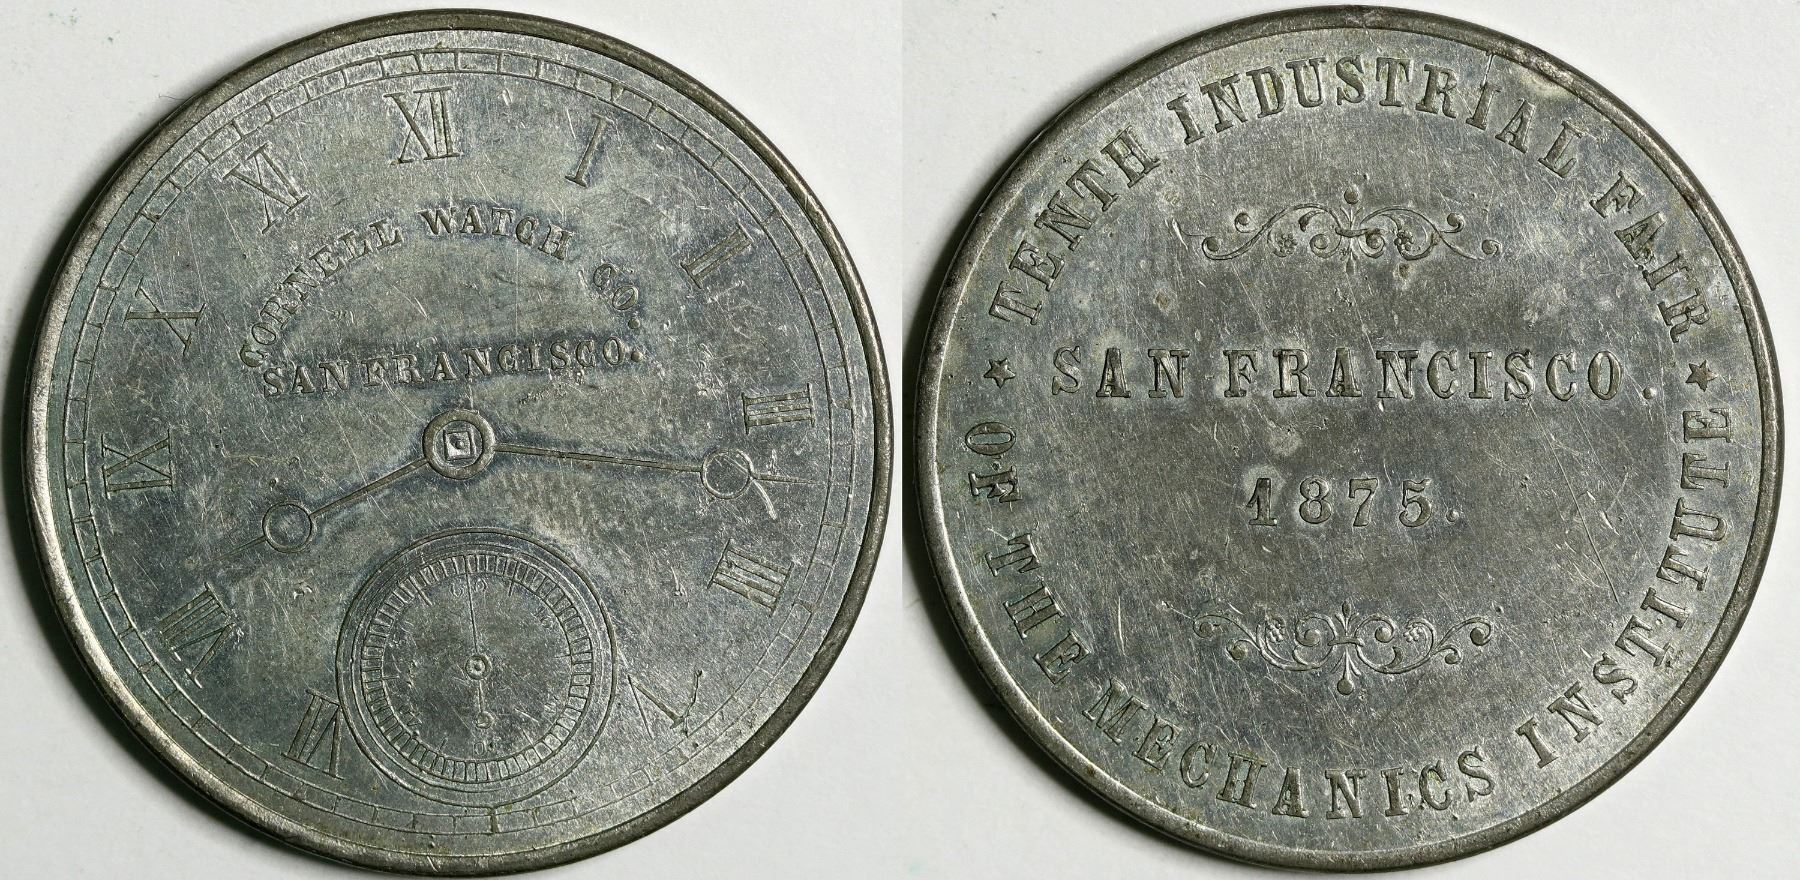 XII
I
II
III
IIII
V
VII
VIII
IX
X
XI
CORNELL WATCH CO.
SAN FRANCISCO.
60
★ TENTH INDUSTRIAL FAIR ★
OF THE MECHANICS INSTITUTE
SAN FRANCISCO.
1875.